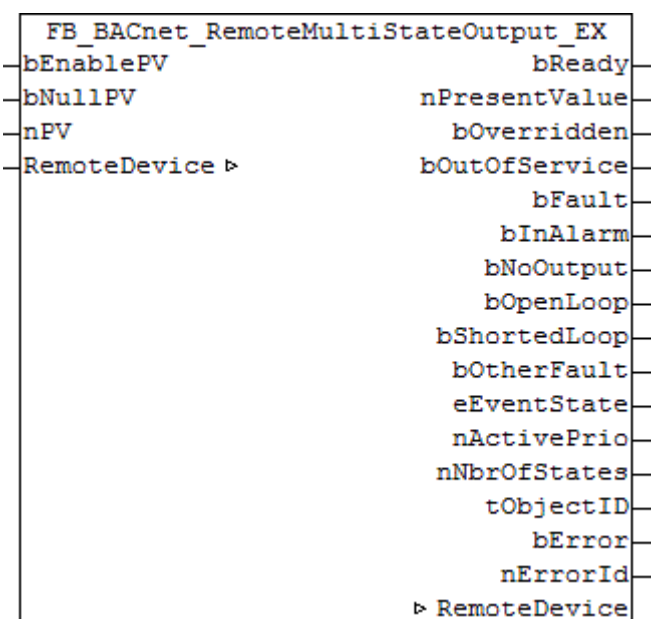 FB_BACnet_RemoteMultiStateOutput_EX
bEnablePV bReady
bNullPV nPresentValue
nPV bOverridden
RemoteDevice ▷ bOutOfService
bFault
bInAlarm
bNoOutput
bOpenLoop
bShortedLoop
bOtherFault
eEventState
nActivePrio
nNbrOfStates
tObjectID
bError
nErrorId
▷ RemoteDevice